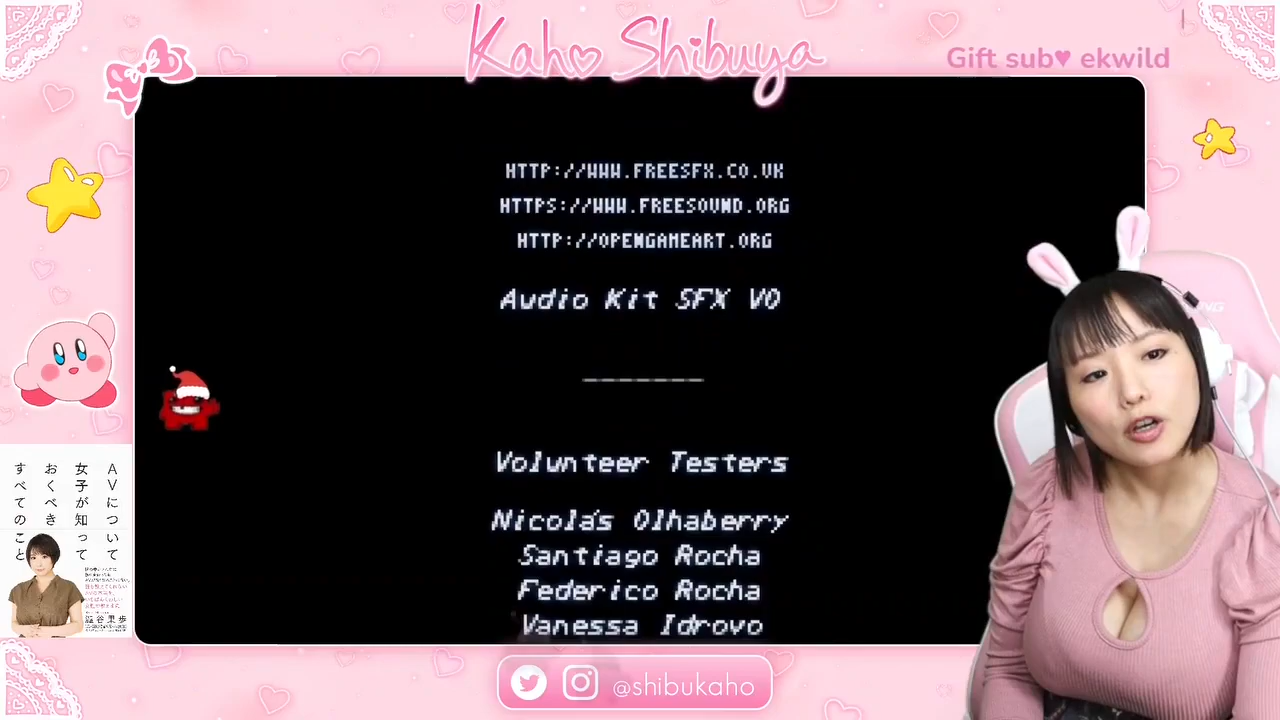 Kaho Shibuya
Gift sub♥ ekwild
HTTP://WWW.FREESFX.CO.UK
HTTPS://WWW.FREESOUND.ORG
HTTP://OPENGAMEART.ORG
Audio Kit SFX VO
-------
Volunteer Testers
Nicolás Olhaberry
Santiago Rocha
Federico Rocha
Vanessa Idrovo
AVについて
女子が知って
おくべき
すべてのこと
澁谷果歩
@shibukaho